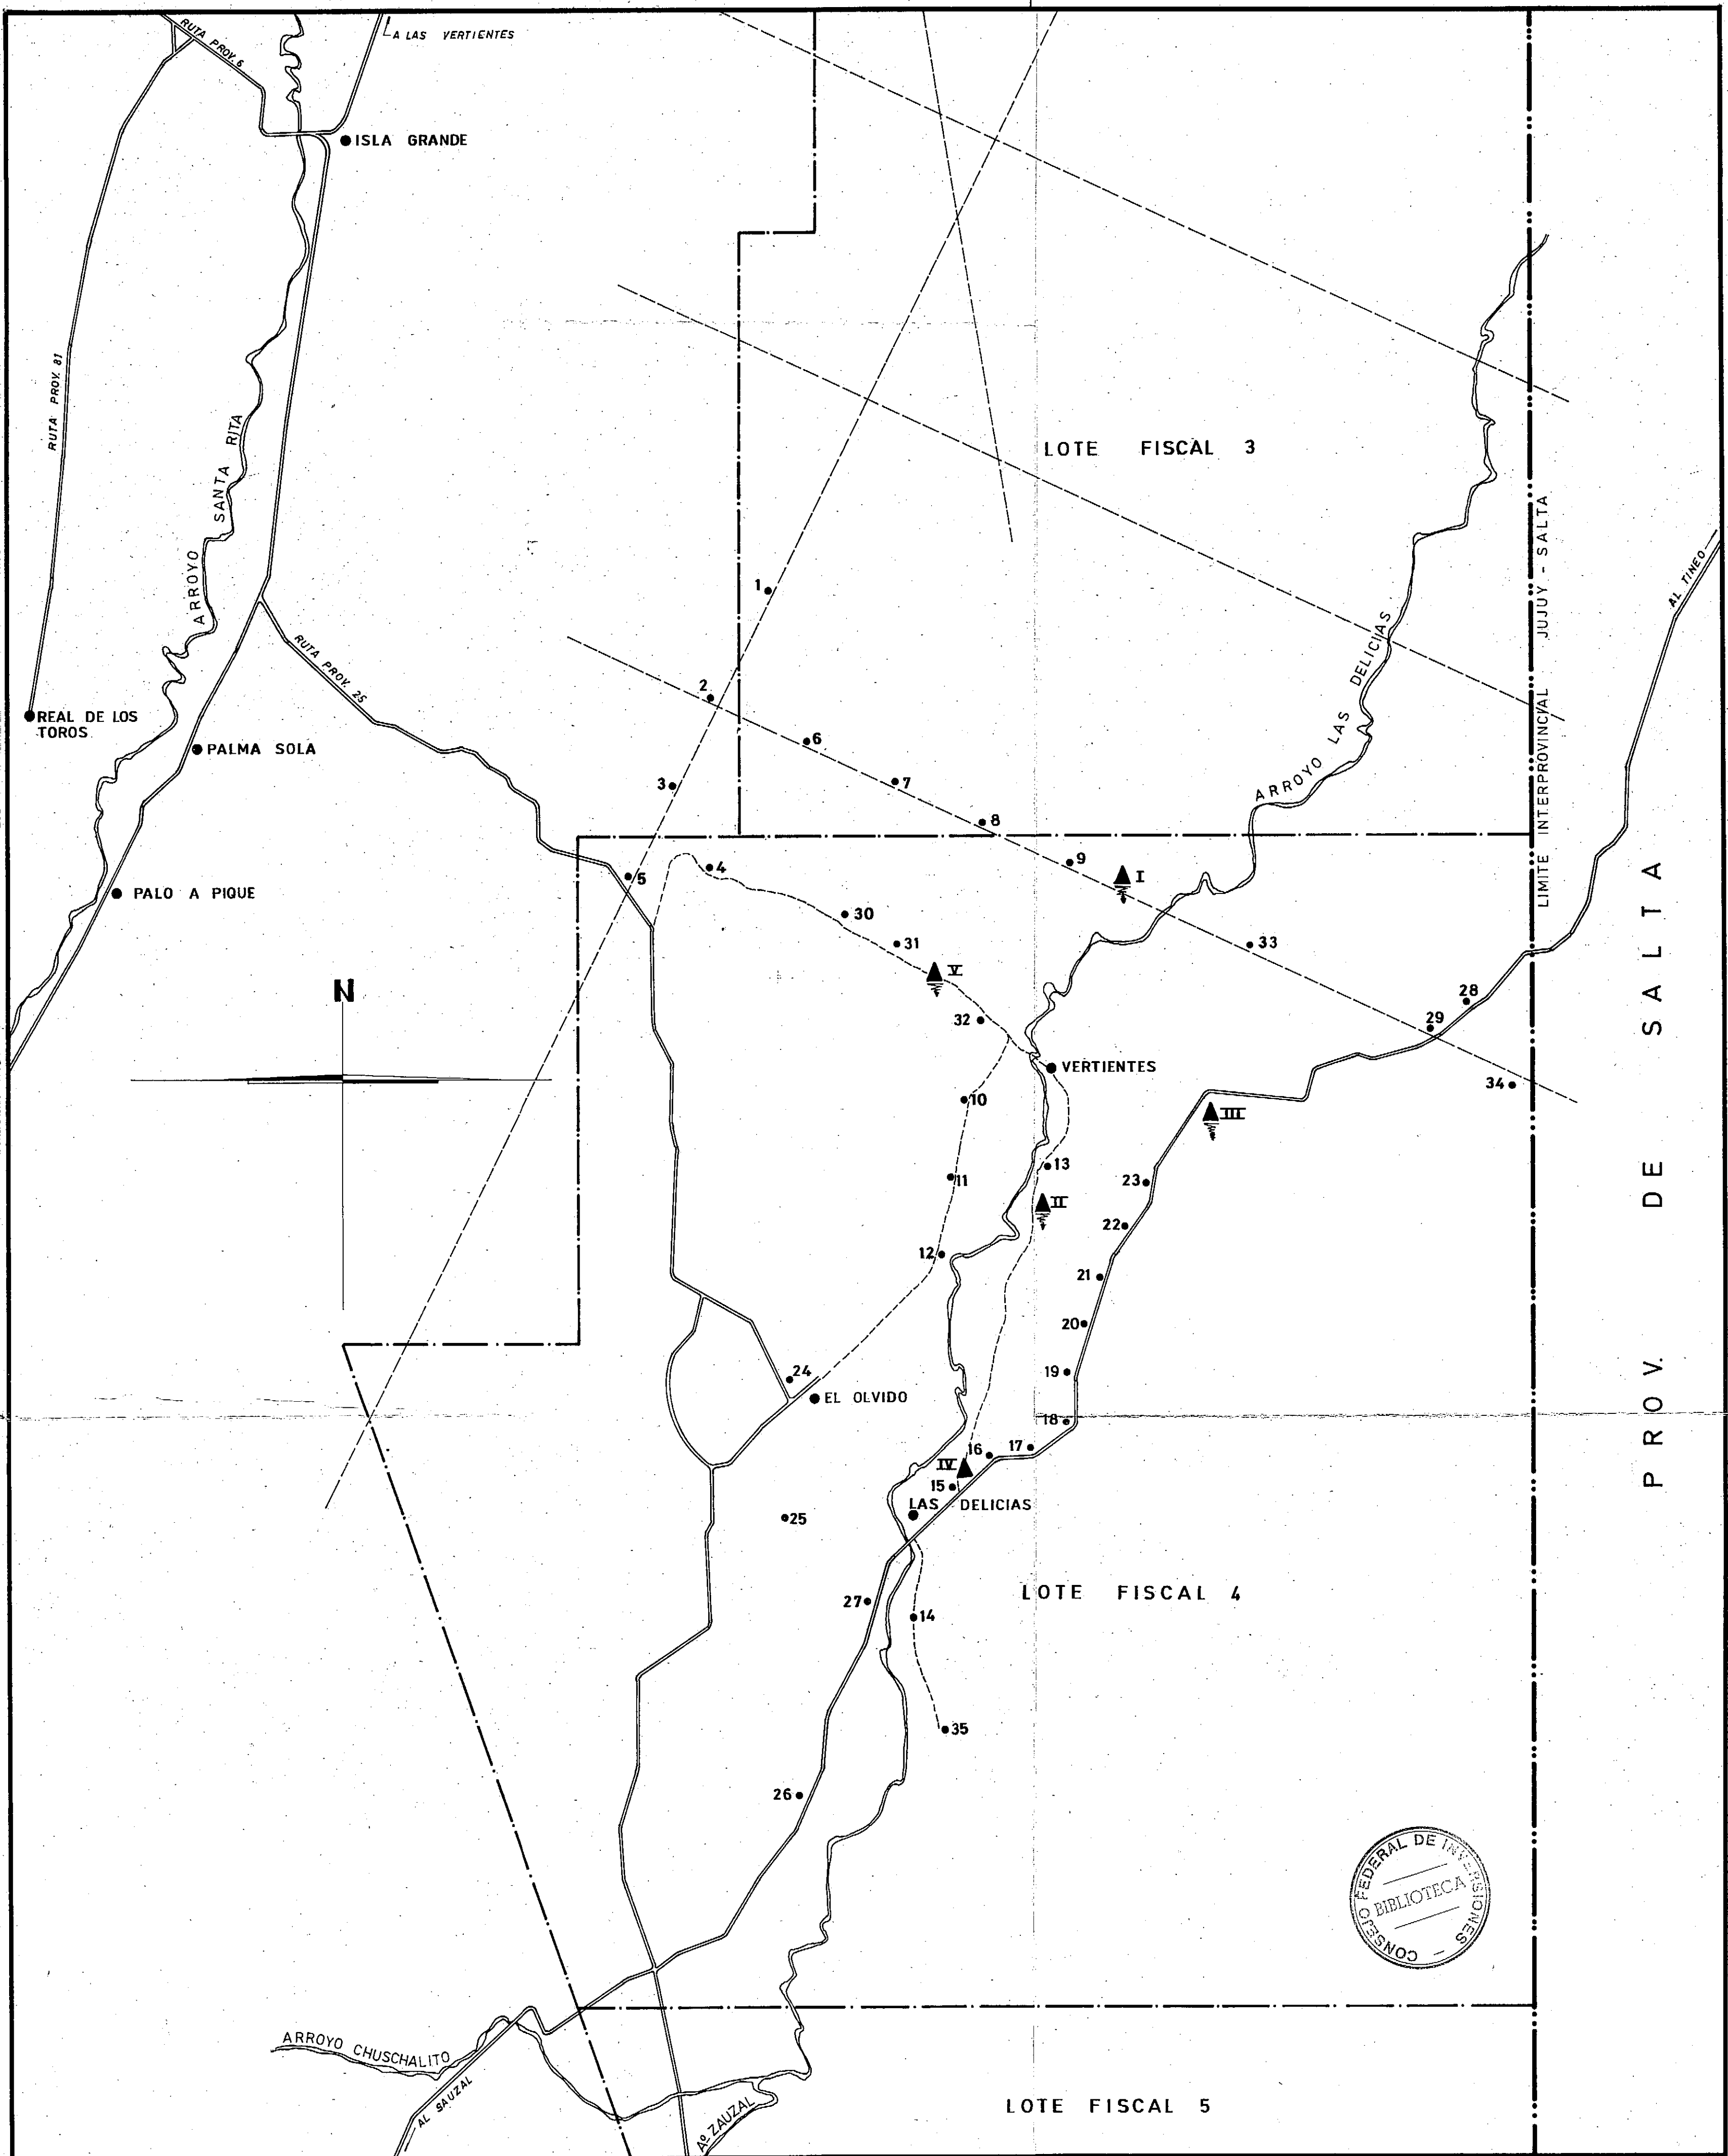 RUTA PROV. 6
A LAS VERTIENTES
ISLA GRANDE
RUTA PROV. 81
ARROYO SANTA RITA
LOTE FISCAL 3
LIMITE INTERPROVINCIAL JUJUY - SALTA
AL TINEO
1
RUTA PROV. 25
2
REAL DE LOS
TOROS
PALMA SOLA
6
3
7
ARROYO LAS DELICIAS
8
9
4
5
I
PALO A PIQUE
30
31
33
V
N
28
32
29
VERTIENTES
34
10
III
13
11
23
II
22
12
21
20
19
24
EL OLVIDO
18
17
16
IV
15
LAS DELICIAS
25
PROV. DE SALTA
LOTE FISCAL 4
27
14
35
26
CONSEJO FEDERAL DE INVERSIONES -
BIBLIOTECA
ARROYO CHUSCHALITO
AL SAUZAL
Aº ZAUZAL
LOTE FISCAL 5